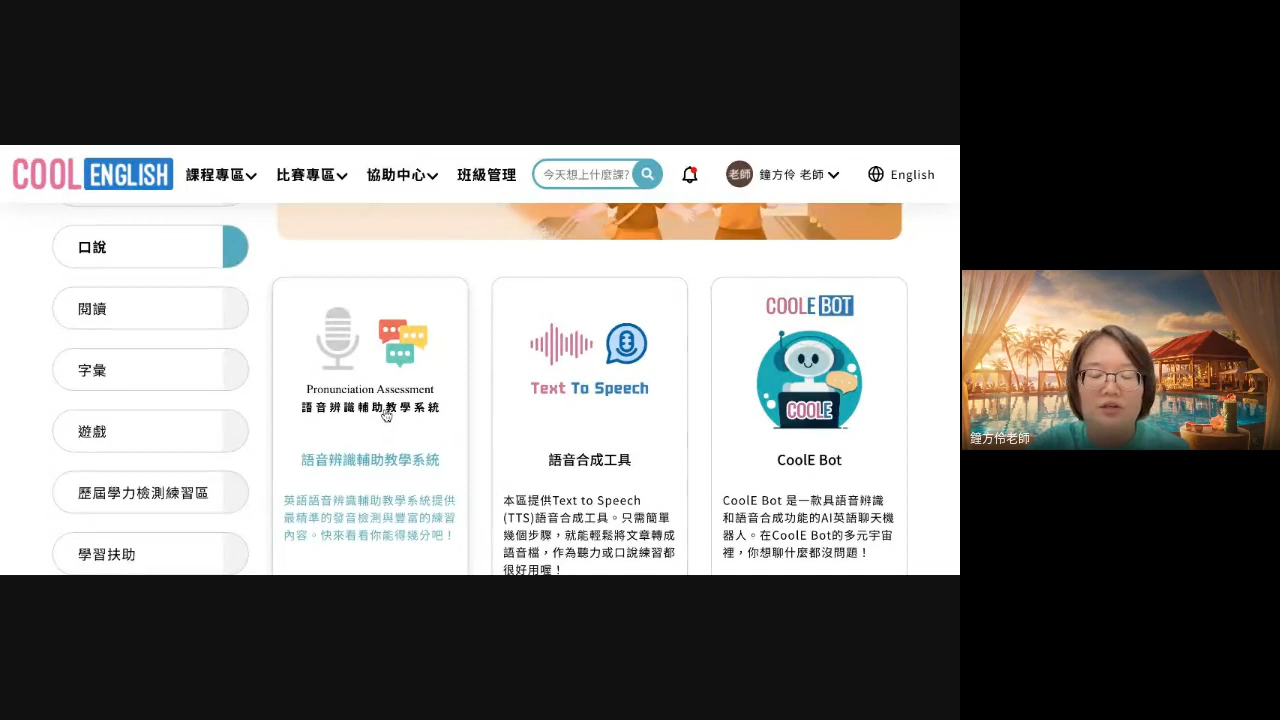 COOL ENGLISH 課程專區 比賽專區 協助中心 班級管理 今天想上什麼課? 老師 鐘方伶 老師 English
口說
閱讀
字彙
遊戲
歷屆學力檢測練習區
學習扶助
Pronunciation Assessment
語音辨識輔助教學系統
語音辨識輔助教學系統
英語語音辨識輔助教學系統提供
最精準的發音檢測與豐富的練習
內容。快來看看你能得幾分吧！
Text To Speech
語音合成工具
本區提供Text to Speech
(TTS)語音合成工具。只需簡單
幾個步驟，就能輕鬆將文章轉成
語音檔，作為聽力或口說練習都
很好用喔！
COOLE BOT
COOLE
CoolE Bot
CoolE Bot 是一款具語音辨識
和語音合成功能的AI英語聊天機
器人。在CoolE Bot的多元宇宙
裡，你想聊什麼都沒問題！
鐘方伶老師